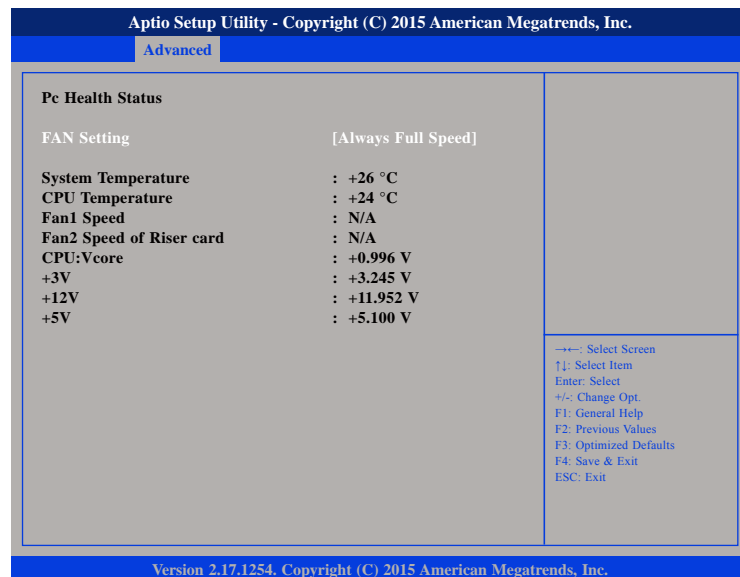 Aptio Setup Utility - Copyright (C) 2015 American Megatrends, Inc.
Advanced
Pc Health Status
FAN Setting [Always Full Speed]
System Temperature : +26 °C
CPU Temperature : +24 °C
Fan1 Speed : N/A
Fan2 Speed of Riser card : N/A
CPU:Vcore : +0.996 V
+3V : +3.245 V
+12V : +11.952 V
+5V : +5.100 V
→←: Select Screen
↑↓: Select Item
Enter: Select
+/-: Change Opt.
F1: General Help
F2: Previous Values
F3: Optimized Defaults
F4: Save & Exit
ESC: Exit
Version 2.17.1254. Copyright (C) 2015 American Megatrends, Inc.